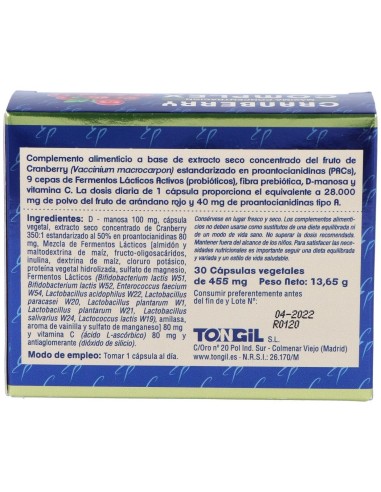 CRANBERRY
COMPLEX
Complemento alimenticio a base de extracto seco concentrado del fruto de
Cranberry (Vaccinium macrocarpon) estandarizado en proantocianidinas (PACs),
9 cepas de Fermentos Lácticos Activos (probióticos), fibra prebiótica, D-manosa y
vitamina C. La dosis diaria de 1 cápsula proporciona el equivalente a 28.000
mg de polvo del fruto de arándano rojo y 40 mg de proantocianidinas tipo A.
Ingredientes: D - manosa 100 mg, cápsula
vegetal, extracto seco concentrado de Cranberry
350:1 estandarizado al 50% en proantocianidinas 80
mg, Mezcla de Fermentos Lácticos [almidón y
maltodextrina de maíz, fructo-oligosacáridos,
inulina, dextrina de maíz, cloruro potásico,
proteína vegetal hidrolizada, sulfato de magnesio,
Fermentos Lácticos (Bifidobacterium lactis W51,
Bifidobacterium lactis W52, Enterococcus faecium
W54, Lactobacillus acidophilus W22, Lactobacillus
paracasei W20, Lactobacillus plantarum W1,
Lactobacillus plantarum W21, Lactobacillus
salivarius W24, Lactococcus lactis W19), amilasa,
aroma de vainilla y sulfato de manganeso] 80 mg
y vitamina C (ácido L-ascórbico) 80 mg y
antiaglomerante (dióxido de silicio).
Modo de empleo: Tomar 1 cápsula al día.
Consérvese en lugar fresco y seco. Los complementos alimenti-
cios no deben usarse como sustitutos de una dieta equilibrada ni
de un modo de vida sano. No superar la dosis recomendada.
Mantener fuera del alcance de los niños. Para satisfacer las nece-
sidades nutricionales es importante seguir una dieta equilibrada
y variada y un estilo de vida saludable.
30 Cápsulas vegetales
de 455 mg Peso Neto: 13,65 g
Consumir preferentemente antes
del fin de y Lote N°:
04-2022
R0120
TONGIL S.L.
C/Oro n° 20 Pol Ind. Sur - Colmenar Viejo (Madrid)
www.tongil.es - N.R.S.I.: 26.170/M